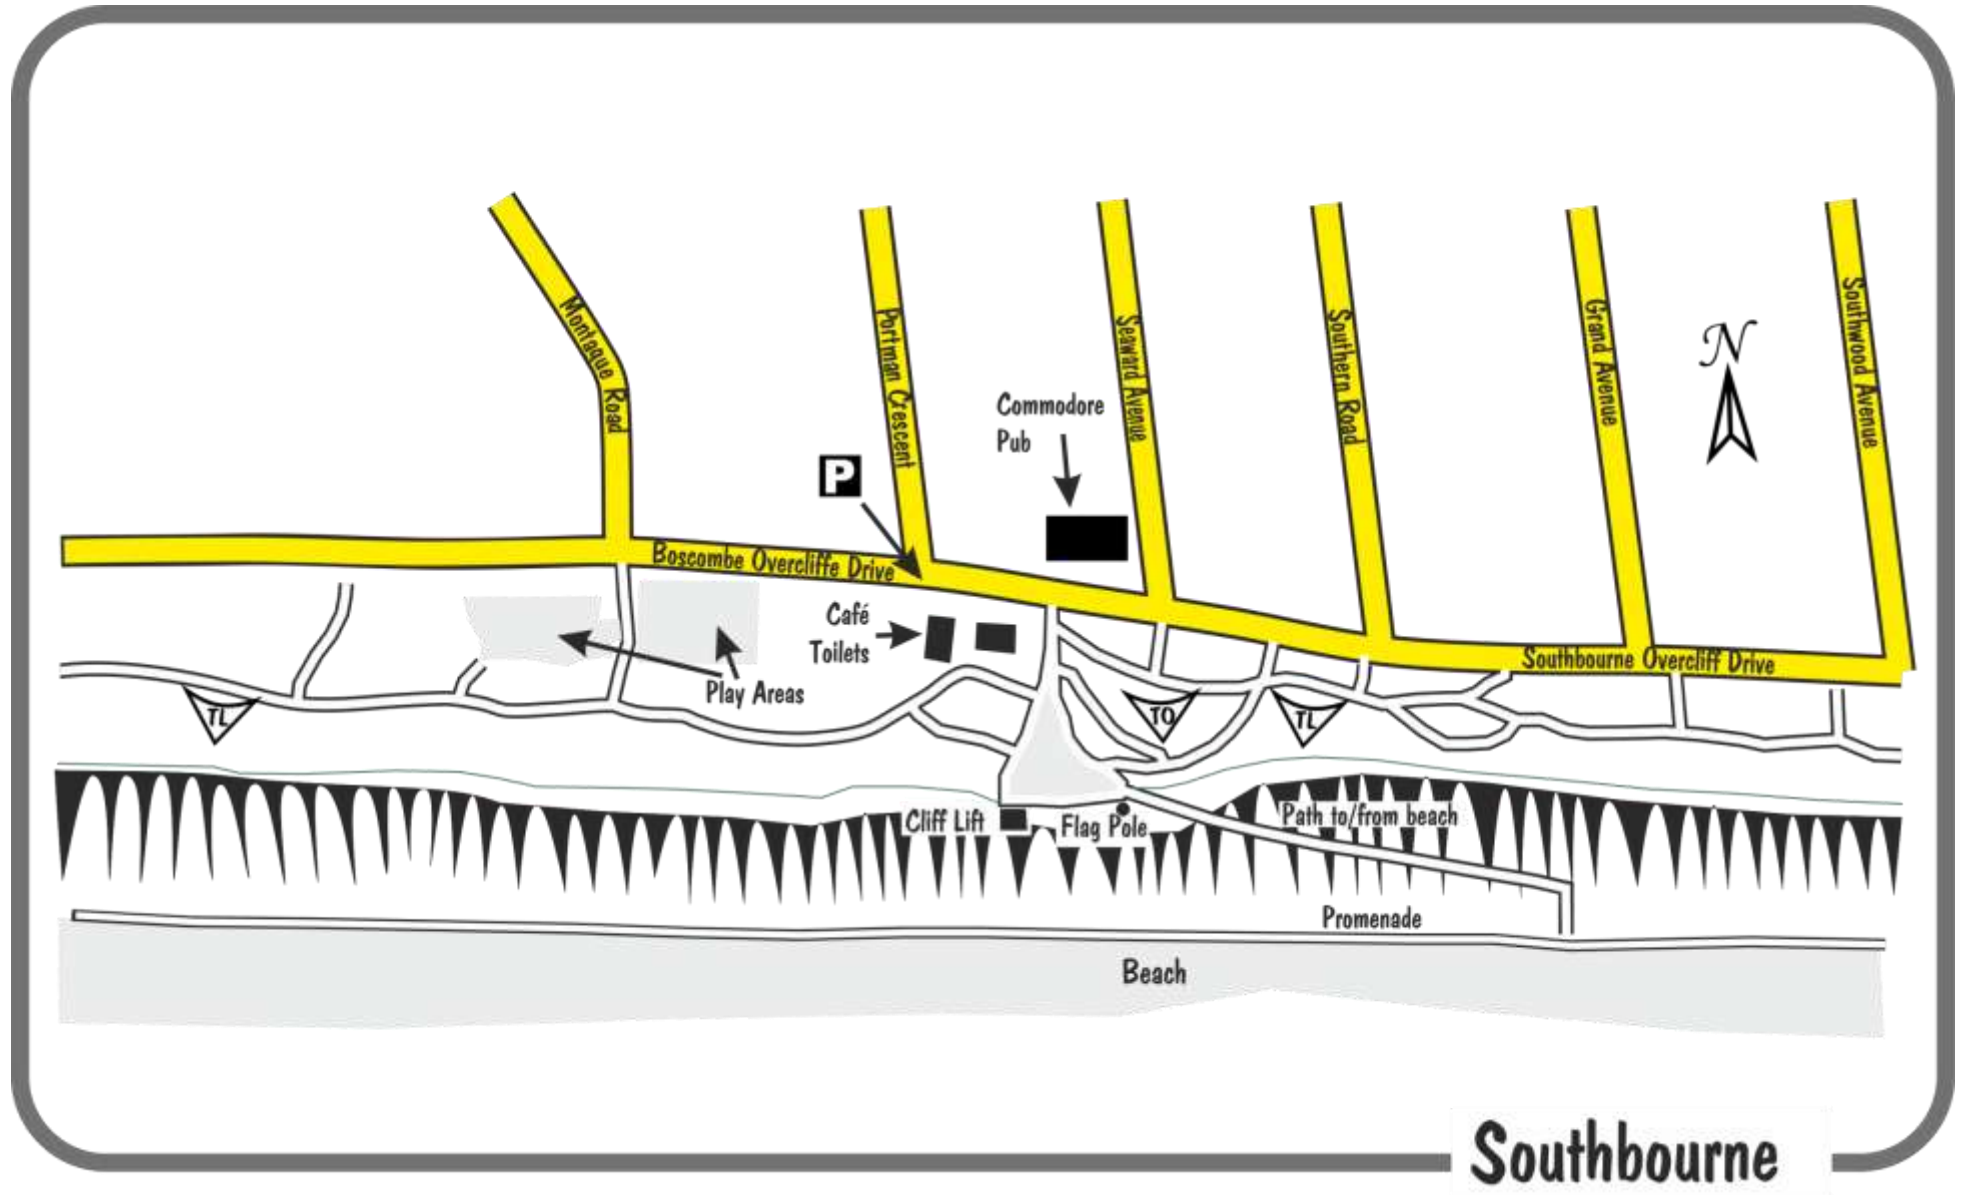 Montague Road
Portman Crescent
Seaward Avenue
Southern Road
Grand Avenue
Southwood Avenue
N
Commodore
Pub
P
Boscombe Overcliffe Drive
Café
Toilets
Southbourne Overcliff Drive
Play Areas
TL
TO
TL
Cliff Lift
Flag Pole
Path to/from beach
Promenade
Beach
Southbourne